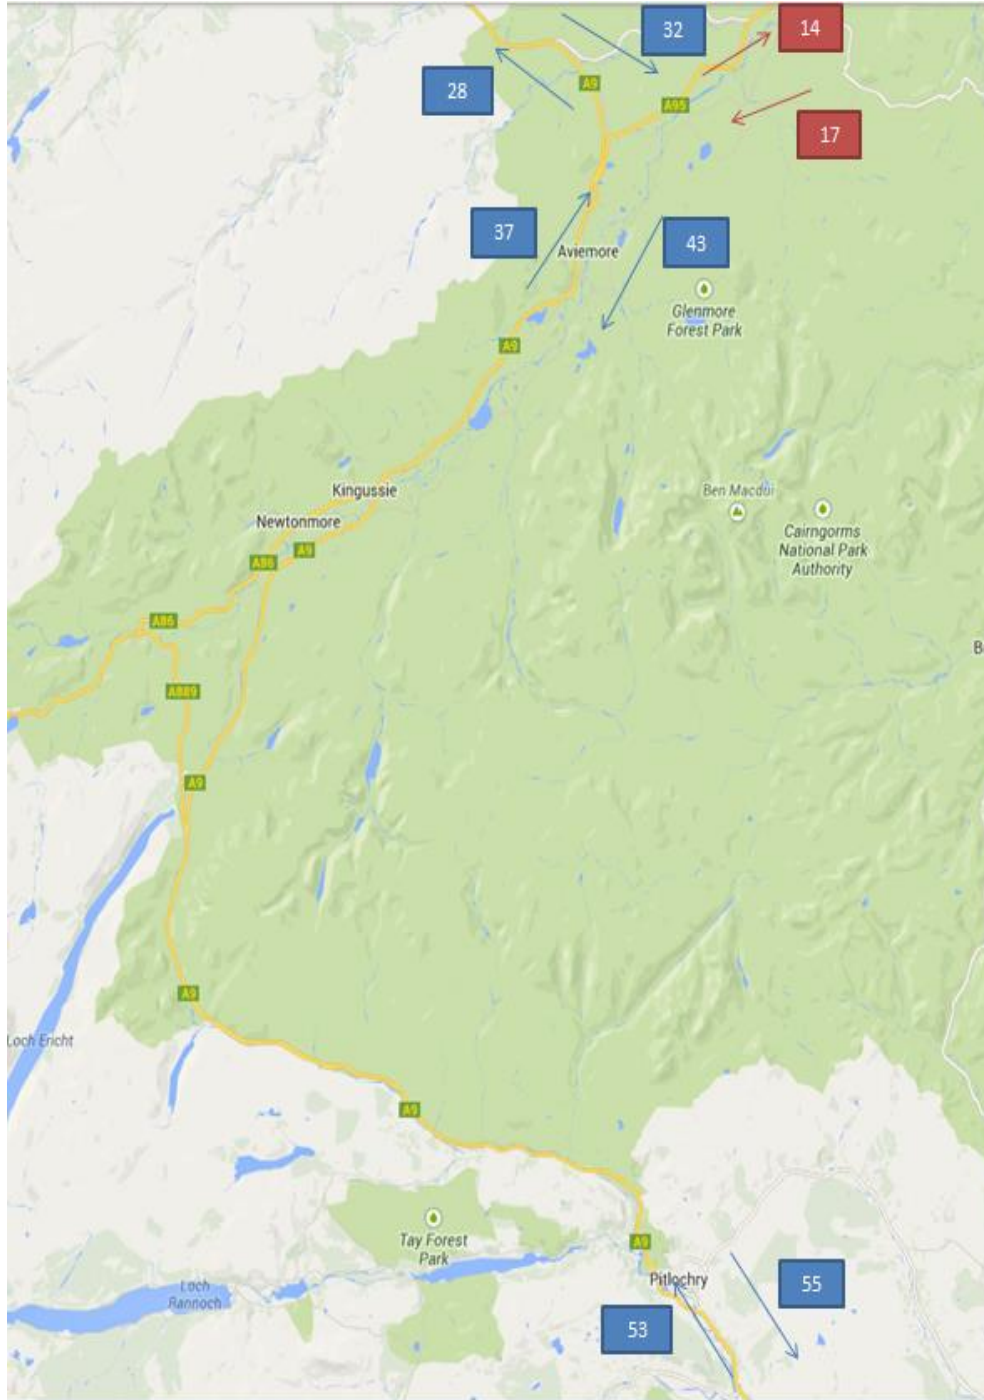 32
14
28
A9
A95
17
37
43
Aviemore
Glenmore
Forest Park
A9
Kingussie
Ben Macdui
Newtonmore
Cairngorms
National Park
Authority
A9
A86
A86
B
A889
A9
A9
Loch Ericht
A9
Tay Forest
Park
A9
Pitlochry
55
Loch
Rannoch
53